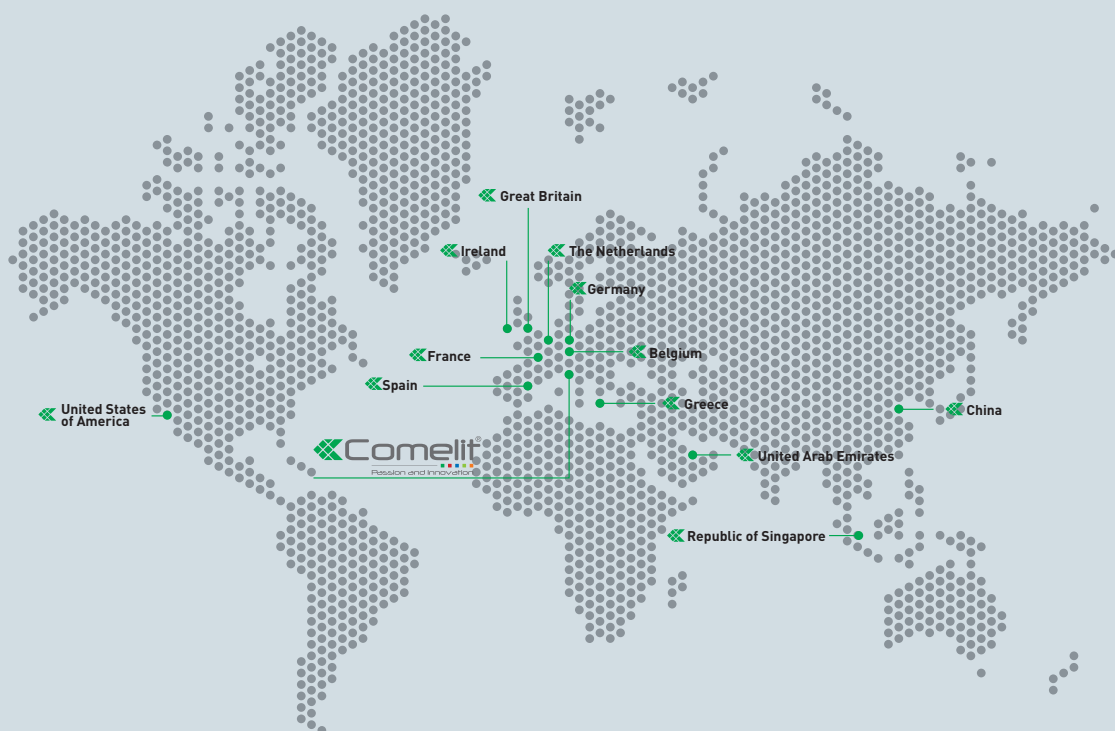 Great Britain
Ireland
The Netherlands
Germany
France
Belgium
Spain
Greece
United States
of America
China
Comelit®
Passion and innovation
United Arab Emirates
Republic of Singapore